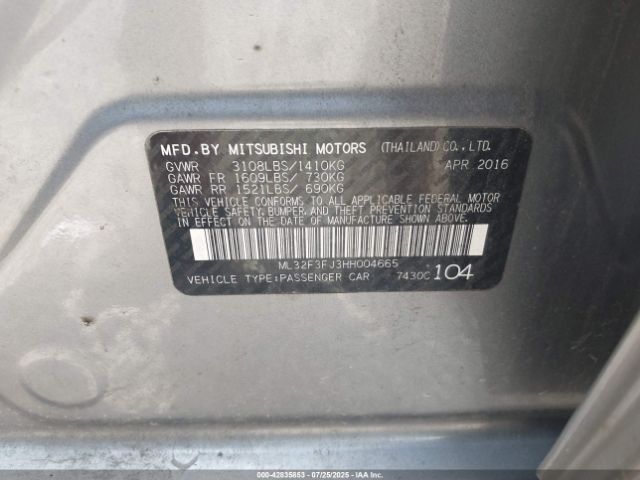 MFD.BY MITSUBISHI MOTORS (THAILAND) CO., LTD.
GVWR 3108LBS/1410KG APR 2016
GAWR FR 1609LBS/ 730KG
GAWR RR 1521LBS/ 690KG
THIS VEHICLE CONFORMS TO ALL APPLICABLE FEDERAL MOTOR
VEHICLE SAFETY, BUMPER, AND THEFT PREVENTION STANDARDS
IN EFFECT ON THE DATE OF MANUFACTURE SHOWN ABOVE.
ML32F3FJ3HH004665
VEHICLE TYPE:PASSENGER CAR 7430C 104
000-42835853 - 07/25/2025 - IAA Inc.